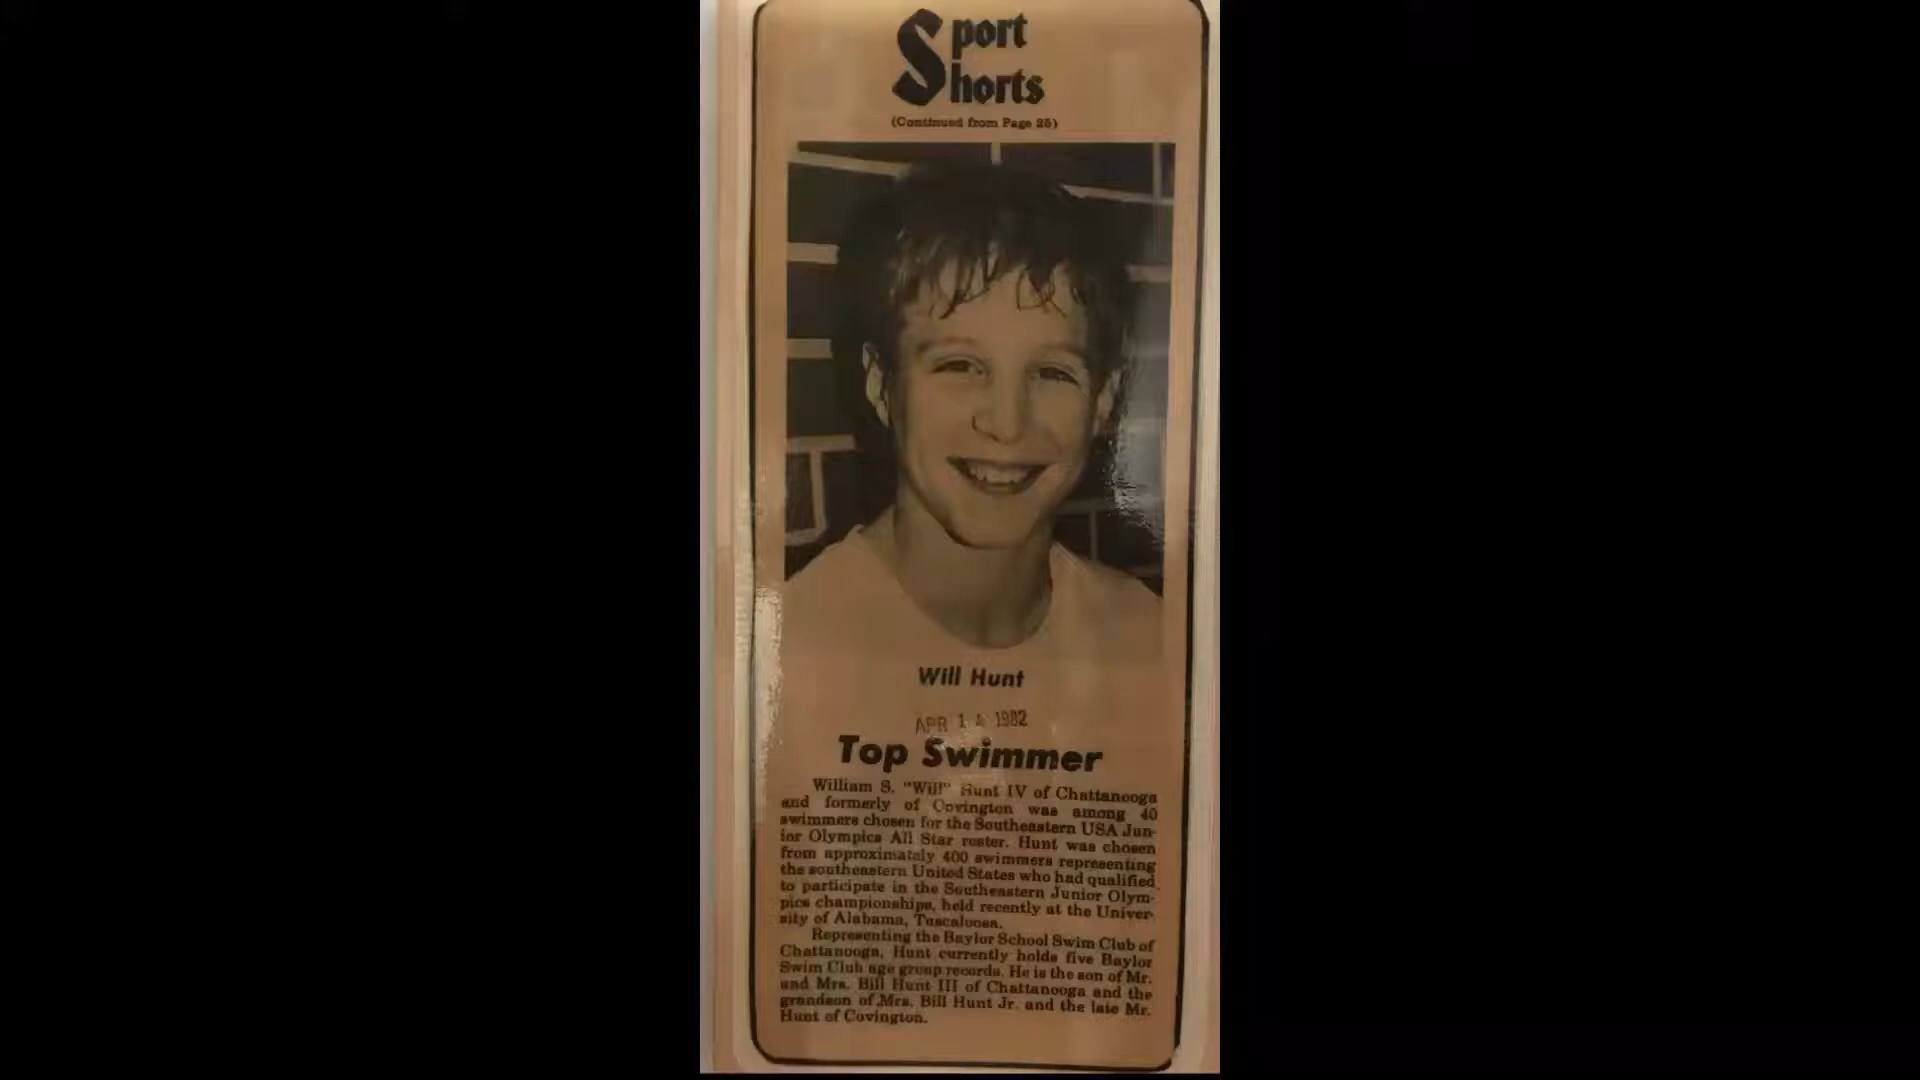 Sport
Shorts
(Continued from Page 25)
Will Hunt
APR 14 1982
Top Swimmer
William S. "Will" Hunt IV of Chattanooga
and formerly of Covington was among 40
swimmers chosen for the Southeastern USA Jun-
ior Olympics All Star roster. Hunt was chosen
from approximately 400 swimmers representing
the southeastern United States who had qualified
to participate in the Southeastern Junior Olym-
pics championships, held recently at the Univer-
sity of Alabama, Tuscaloosa.
Representing the Baylor School Swim Club of
Chattanooga, Hunt currently holds five Baylor
Swim Club age group records. He is the son of Mr.
and Mrs. Bill Hunt III of Chattanooga and the
grandson of Mrs. Bill Hunt Jr. and the late Mr.
Hunt of Covington.